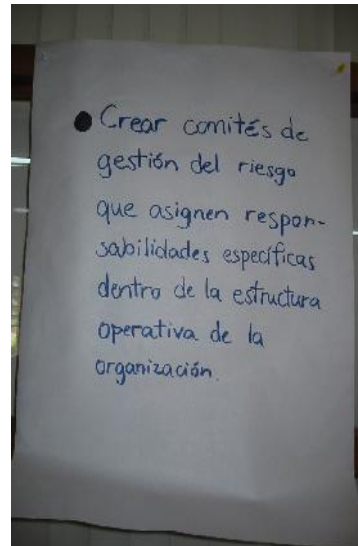 ● Crear comités de
gestión del riesgo
que asignen respon-
sabilidades específicas
dentro de la estructura
operativa de la
organización.